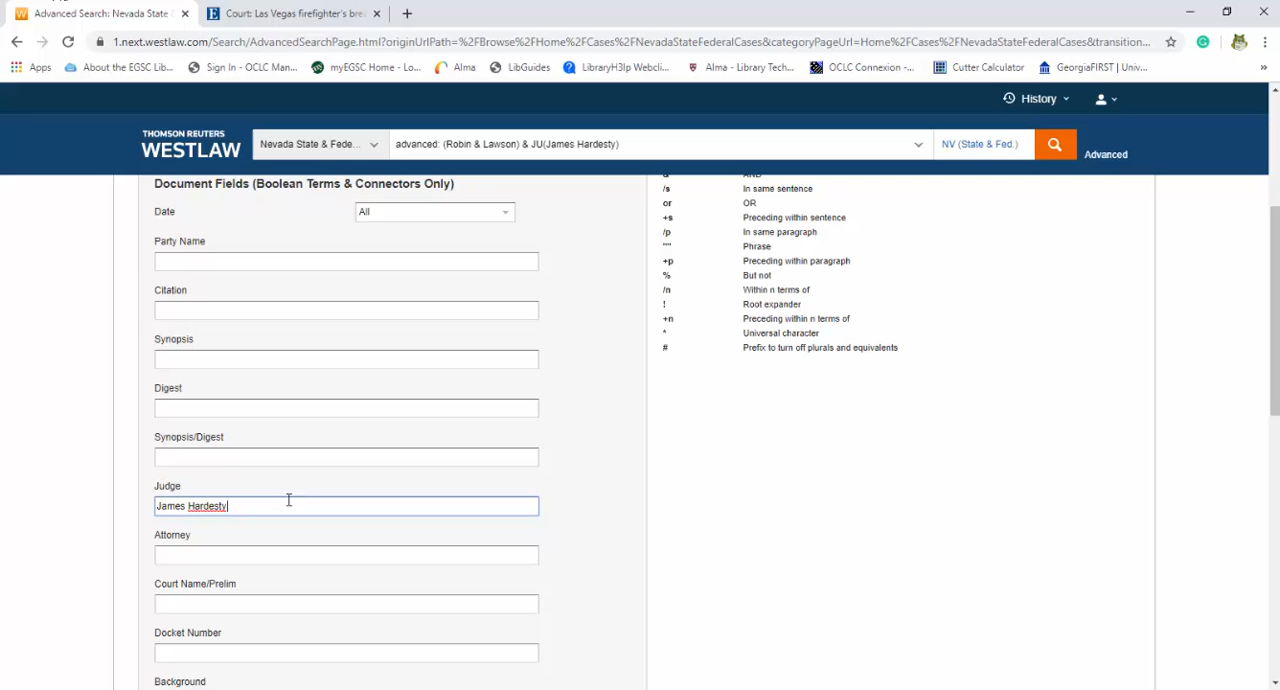 Advanced Search: Nevada State &
Court: Las Vegas firefighter's bre
1.next.westlaw.com/Search/AdvancedSearchPage.html?originUrlPath=%2FBrowse%2FHome%2FCases%2FNevadaStateFederalCases&categoryPageUrl=Home%2FCases%2FNevadaStateFederalCases&transition...
Apps About the EGSC Lib... Sign In - OCLC Man... myEGSC Home - Lo... Alma LibGuides LibraryH3lp Webcli... Alma - Library Tech... OCLC Connexion -... Cutter Calculator GeorgiaFIRST | Univ... »
History
THOMSON REUTERS
WESTLAW
Nevada State & Fede...
advanced: (Robin & Lawson) & JU(James Hardesty)
NV (State & Fed.)
Advanced
Document Fields (Boolean Terms & Connectors Only)
Date
All
Party Name
Citation
Synopsis
Digest
Synopsis/Digest
Judge
James Hardesty
Attorney
Court Name/Prelim
Docket Number
Background
& AND
/s In same sentence
or OR
+s Preceding within sentence
/p In same paragraph
"" Phrase
+p Preceding within paragraph
% But not
/n Within n terms of
! Root expander
+n Preceding within n terms of
* Universal character
# Prefix to turn off plurals and equivalents